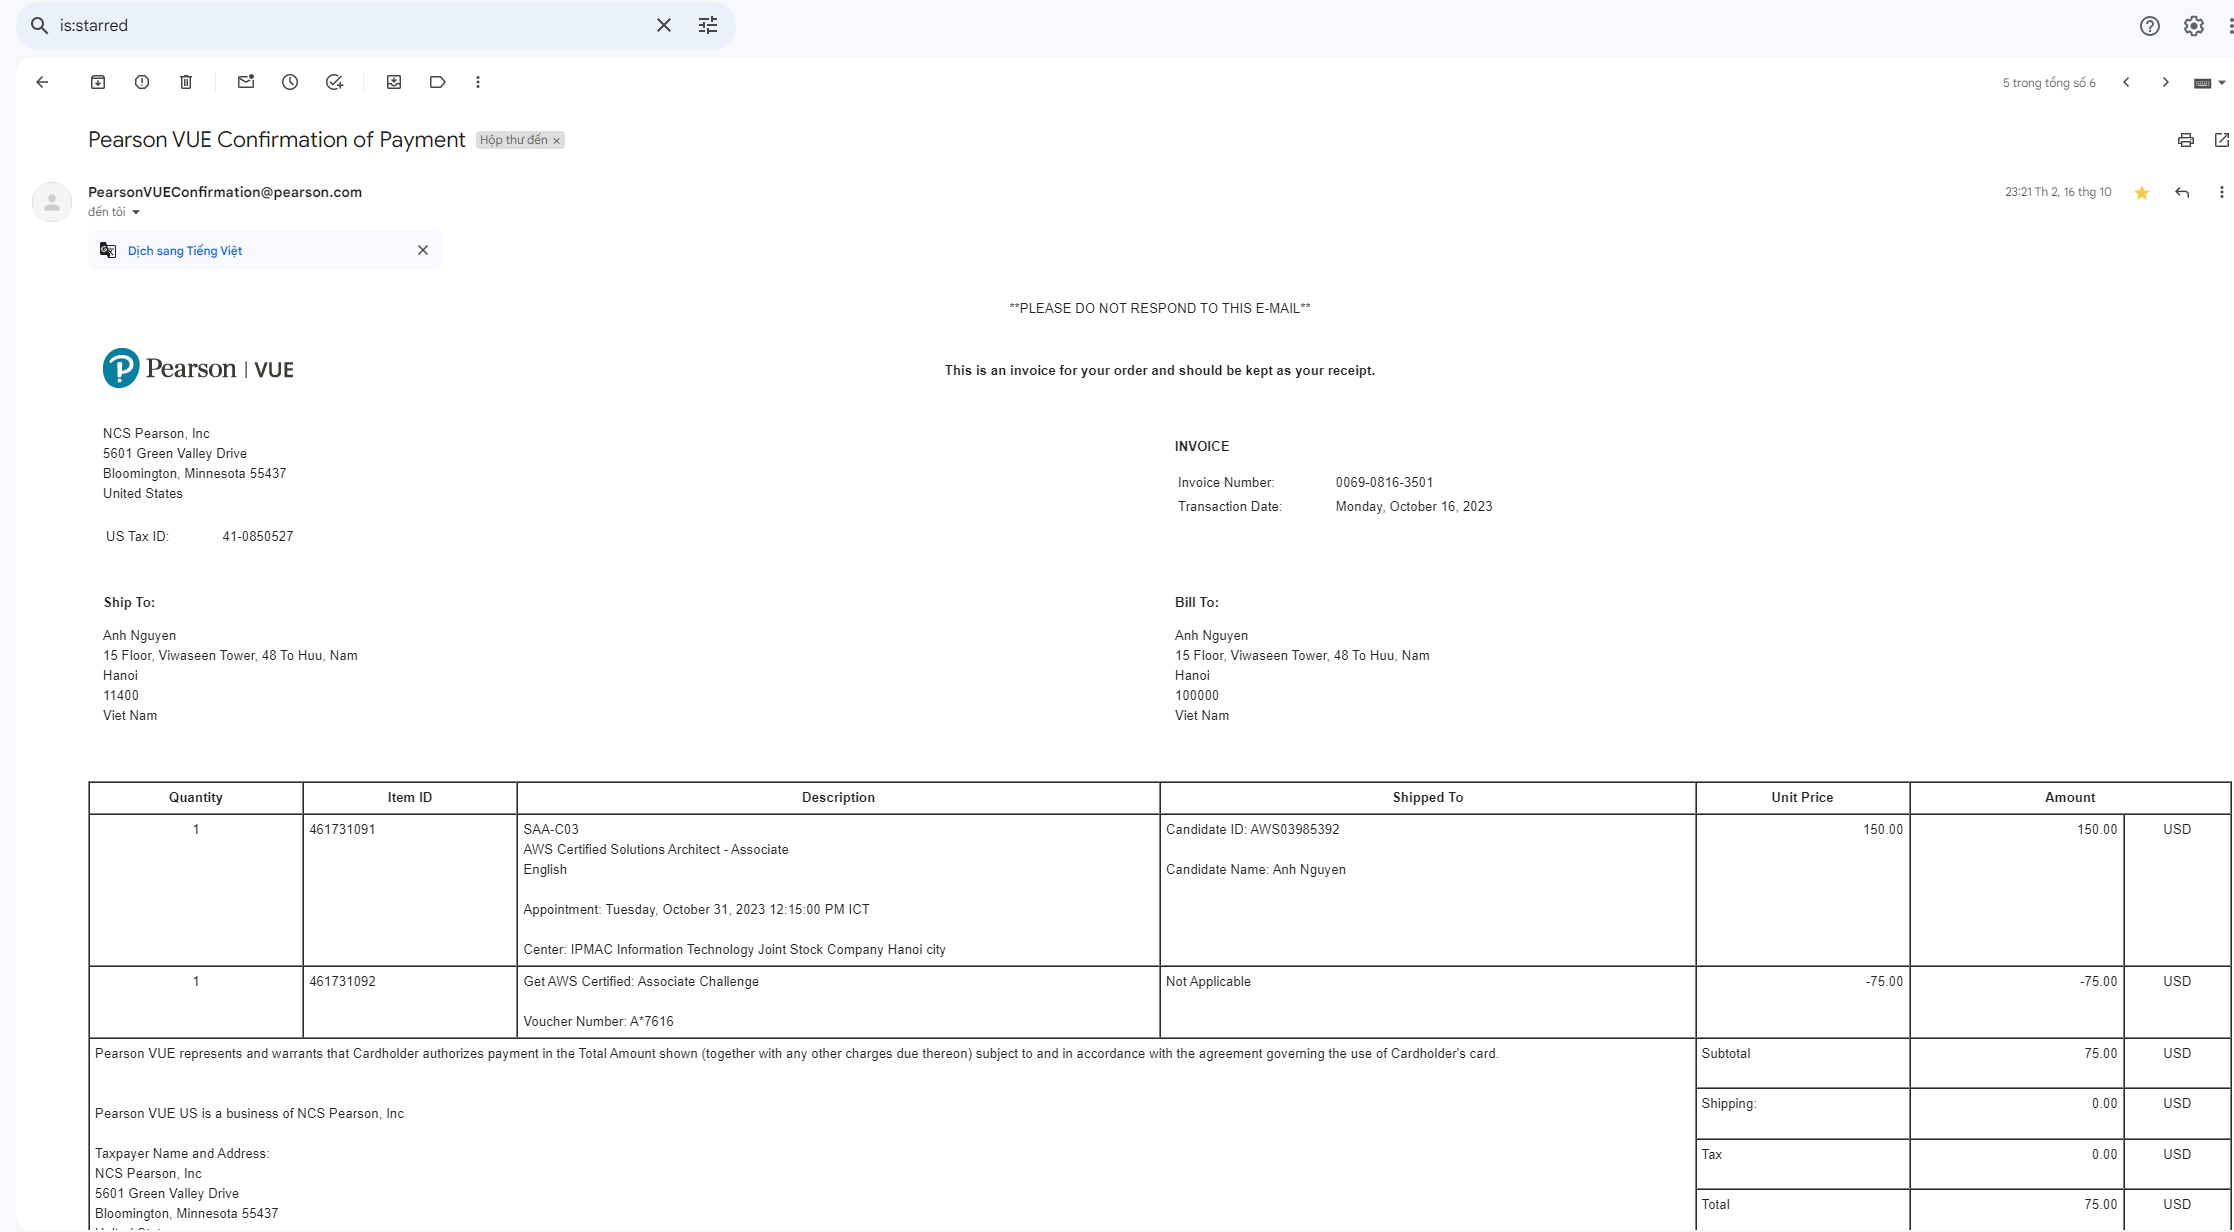 is:starred
5 trong tổng số 6
Pearson VUE Confirmation of Payment Hộp thư đến ×
PearsonVUEConfirmation@pearson.com
23:21 Th 2, 16 thg 10
đến tôi
Dịch sang Tiếng Việt
**PLEASE DO NOT RESPOND TO THIS E-MAIL**
Pearson | VUE
This is an invoice for your order and should be kept as your receipt.
NCS Pearson, Inc
5601 Green Valley Drive
Bloomington, Minnesota 55437
United States
US Tax ID: 41-0850527
INVOICE
Invoice Number: 0069-0816-3501
Transaction Date: Monday, October 16, 2023
Ship To:
Anh Nguyen
15 Floor, Viwaseen Tower, 48 To Huu, Nam
Hanoi
11400
Viet Nam
Bill To:
Anh Nguyen
15 Floor, Viwaseen Tower, 48 To Huu, Nam
Hanoi
100000
Viet Nam
Quantity Item ID Description Shipped To Unit Price Amount
1 461731091 SAA-C03 Candidate ID: AWS03985392 150.00 150.00 USD
AWS Certified Solutions Architect - Associate
English Candidate Name: Anh Nguyen
Appointment: Tuesday, October 31, 2023 12:15:00 PM ICT
Center: IPMAC Information Technology Joint Stock Company Hanoi city
1 461731092 Get AWS Certified: Associate Challenge Not Applicable -75.00 -75.00 USD
Voucher Number: A*7616
Pearson VUE represents and warrants that Cardholder authorizes payment in the Total Amount shown (together with any other charges due thereon) subject to and in accordance with the agreement governing the use of Cardholder's card.
Subtotal 75.00 USD
Shipping: 0.00 USD
Pearson VUE US is a business of NCS Pearson, Inc
Tax 0.00 USD
Taxpayer Name and Address:
NCS Pearson, Inc
5601 Green Valley Drive
Total 75.00 USD
Bloomington, Minnesota 55437